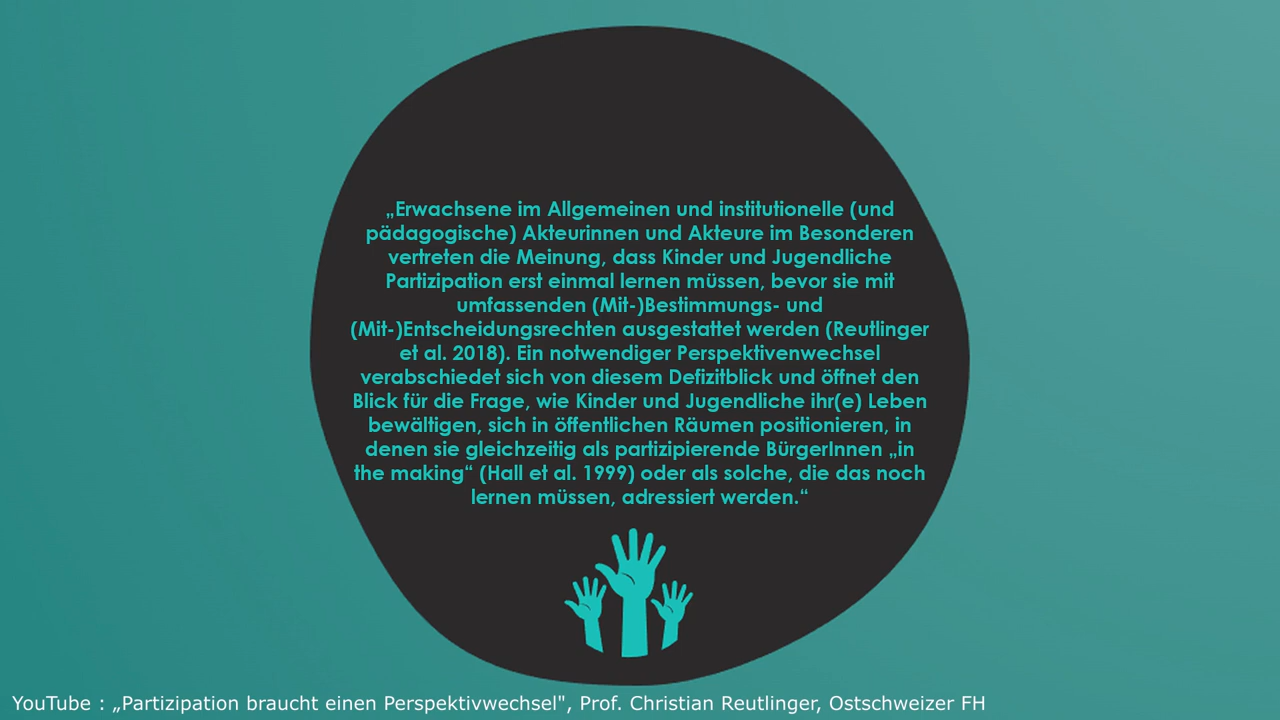 „Erwachsene im Allgemeinen und institutionelle (und
pädagogische) Akteurinnen und Akteure im Besonderen
vertreten die Meinung, dass Kinder und Jugendliche
Partizipation erst einmal lernen müssen, bevor sie mit
umfassenden (Mit-)Bestimmungs- und
(Mit-)Entscheidungsrechten ausgestattet werden (Reutlinger
et al. 2018). Ein notwendiger Perspektivenwechsel
verabschiedet sich von diesem Defizitblick und öffnet den
Blick für die Frage, wie Kinder und Jugendliche ihr(e) Leben
bewältigen, sich in öffentlichen Räumen positionieren, in
denen sie gleichzeitig als partizipierende BürgerInnen „in
the making“ (Hall et al. 1999) oder als solche, die das noch
lernen müssen, adressiert werden.“
YouTube : „Partizipation braucht einen Perspektivwechsel", Prof. Christian Reutlinger, Ostschweizer FH